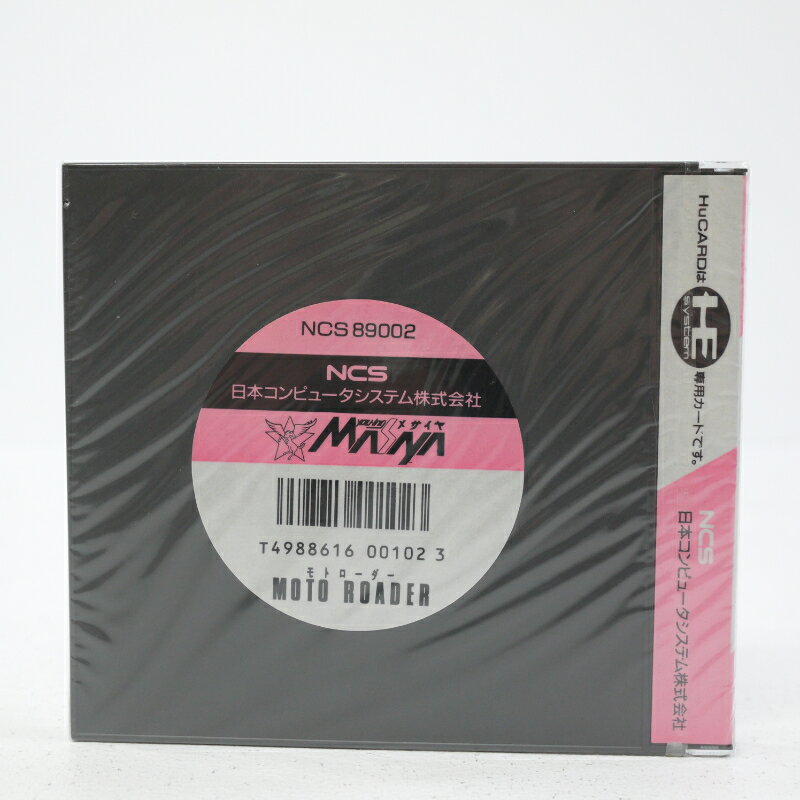 NCS 89002
NCS
日本コンピュータシステム株式会社
メサイヤ
MASAYA
T4988616 00102 3
モトローダー
MOTO ROADER
HuCARDは
HE
system
専用カードです。
NCS
日本コンピュータシステム株式会社